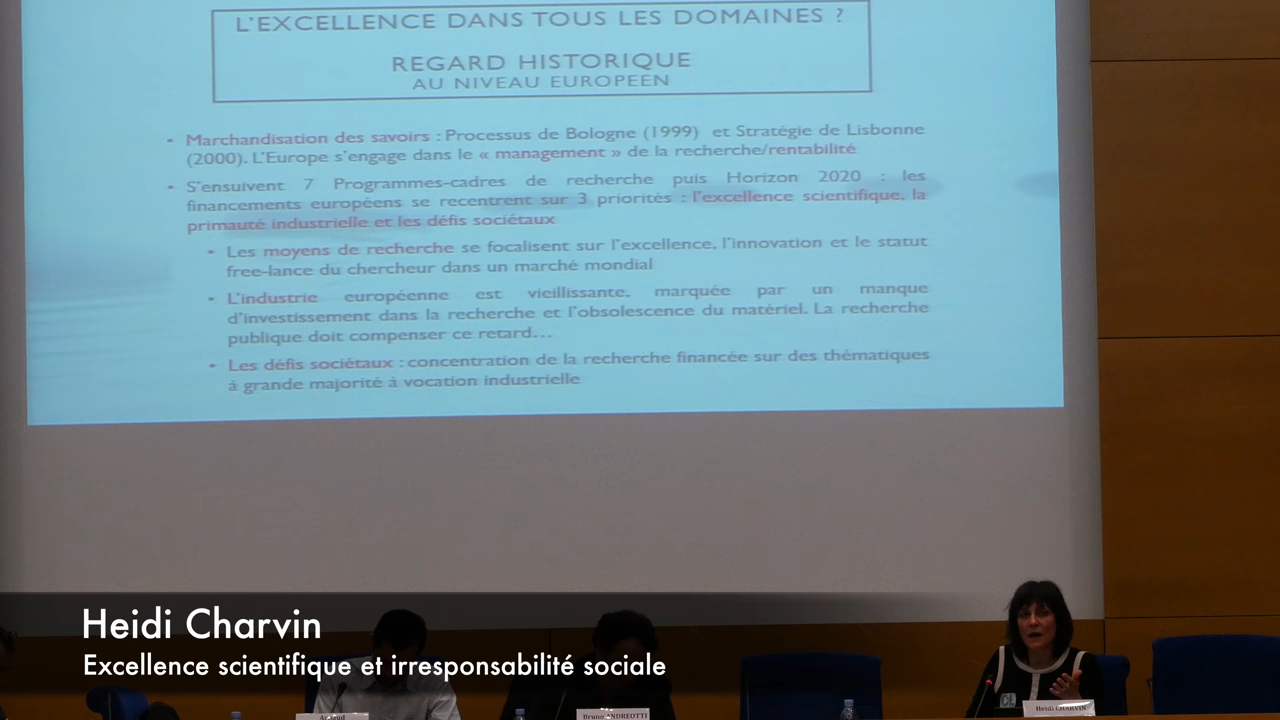 L'EXCELLENCE DANS TOUS LES DOMAINES ?
REGARD HISTORIQUE
AU NIVEAU EUROPEEN
• Marchandisation des savoirs : Processus de Bologne (1999) et Stratégie de Lisbonne
(2000). L'Europe s'engage dans le « management » de la recherche/rentabilité
• S'ensuivent 7 Programmes-cadres de recherche puis Horizon 2020 : les
financements européens se recentrent sur 3 priorités : l'excellence scientifique, la
primauté industrielle et les défis sociétaux
• Les moyens de recherche se focalisent sur l'excellence, l'innovation et le statut
free-lance du chercheur dans un marché mondial
• L'industrie européenne est vieillissante, marquée par un manque
d'investissement dans la recherche et l'obsolescence du matériel. La recherche
publique doit compenser ce retard...
• Les défis sociétaux : concentration de la recherche financée sur des thématiques
à grande majorité à vocation industrielle
Heidi Charvin
Excellence scientifique et irresponsabilité sociale
Bruno ANDREOTTI
Heidi CHARVIN